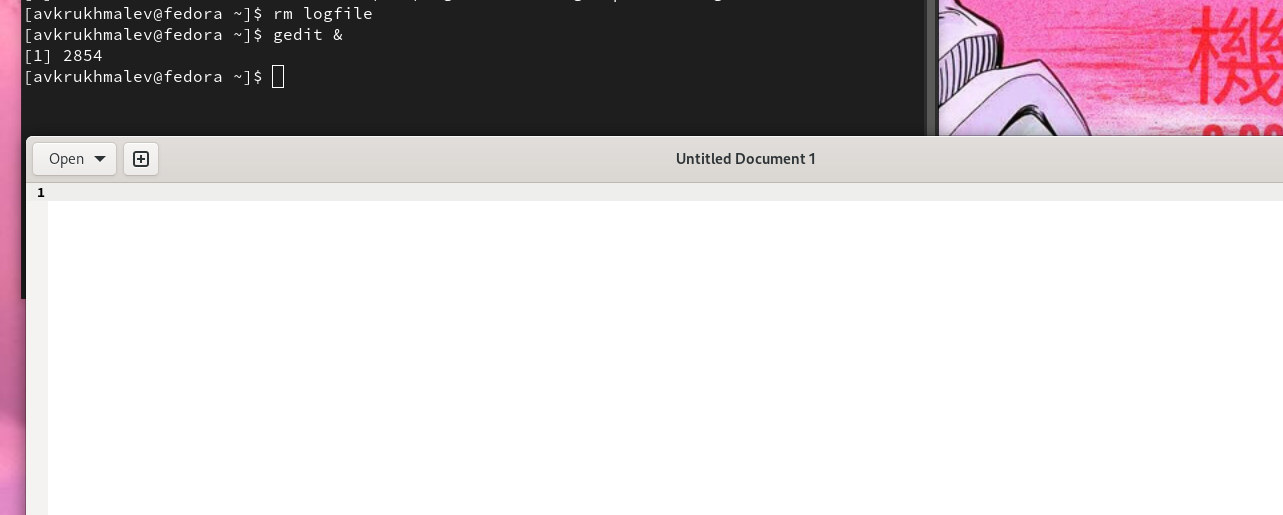 [avkrukhmalev@fedora ~]$ rm logfile
[avkrukhmalev@fedora ~]$ gedit &
[1] 2854
[avkrukhmalev@fedora ~]$
機
Open
Untitled Document 1
1